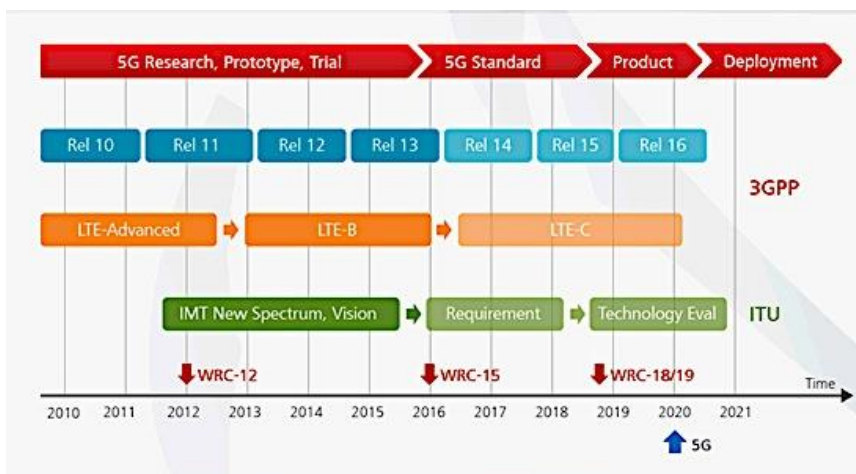 5G Research, Prototype, Trial 5G Standard Product Deployment
Rel 10 Rel 11 Rel 12 Rel 13 Rel 14 Rel 15 Rel 16
3GPP
LTE-Advanced LTE-B LTE-C
IMT New Spectrum, Vision Requirement Technology Eval ITU
WRC-12 WRC-15 WRC-18/19
Time
2010 2011 2012 2013 2014 2015 2016 2017 2018 2019 2020 2021
5G